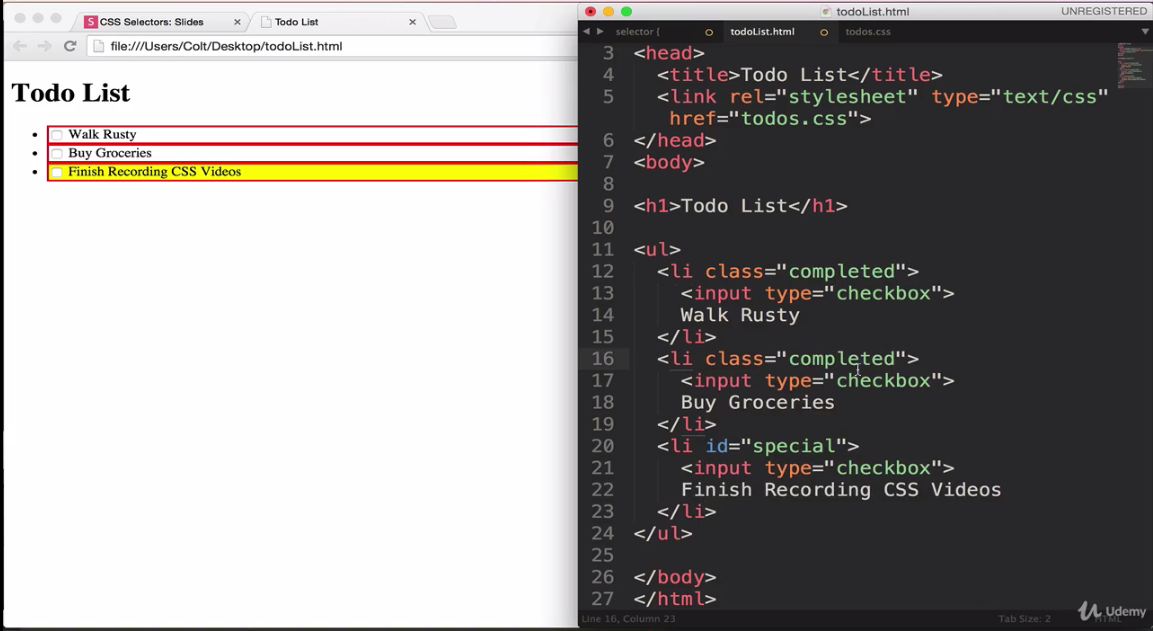 CSS Selectors: Slides
Todo List
file:///Users/Colt/Desktop/todoList.html
Todo List
Walk Rusty
Buy Groceries
Finish Recording CSS Videos
todoList.html
UNREGISTERED
selector {
todoList.html
todos.css
3 <head>
4 <title>Todo List</title>
5 <link rel="stylesheet" type="text/css"
href="todos.css">
6 </head>
7 <body>
8
9 <h1>Todo List</h1>
10
11 <ul>
12 <li class="completed">
13 <input type="checkbox">
14 Walk Rusty
15 </li>
16 <li class="completed">
17 <input type="checkbox">
18 Buy Groceries
19 </li>
20 <li id="special">
21 <input type="checkbox">
22 Finish Recording CSS Videos
23 </li>
24 </ul>
25
26 </body>
27 </html>
Line 16, Column 23
Tab Size: 2
HTML
Udemy